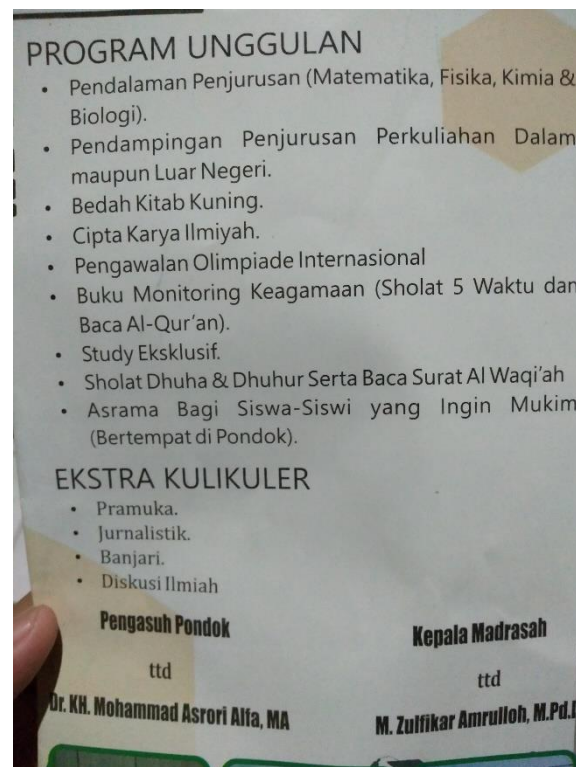 PROGRAM UNGGULAN
• Pendalaman Penjurusan (Matematika, Fisika, Kimia &
Biologi).
• Pendampingan Penjurusan Perkuliahan Dalam
maupun Luar Negeri.
• Bedah Kitab Kuning.
• Cipta Karya Ilmiyah.
• Pengawalan Olimpiade Internasional
• Buku Monitoring Keagamaan (Sholat 5 Waktu dan
Baca Al-Qur'an).
• Study Eksklusif.
• Sholat Dhuha & Dhuhur Serta Baca Surat Al Waqi'ah
• Asrama Bagi Siswa-Siswi yang Ingin Mukim
(Bertempat di Pondok).
EKSTRA KULIKULER
• Pramuka.
• Jurnalistik.
• Banjari.
• Diskusi Ilmiah
Pengasuh Pondok
ttd
Dr. KH. Mohammad Asrori Alfa, MA
Kepala Madrasah
ttd
M. Zulfikar Amrulloh, M.Pd.I